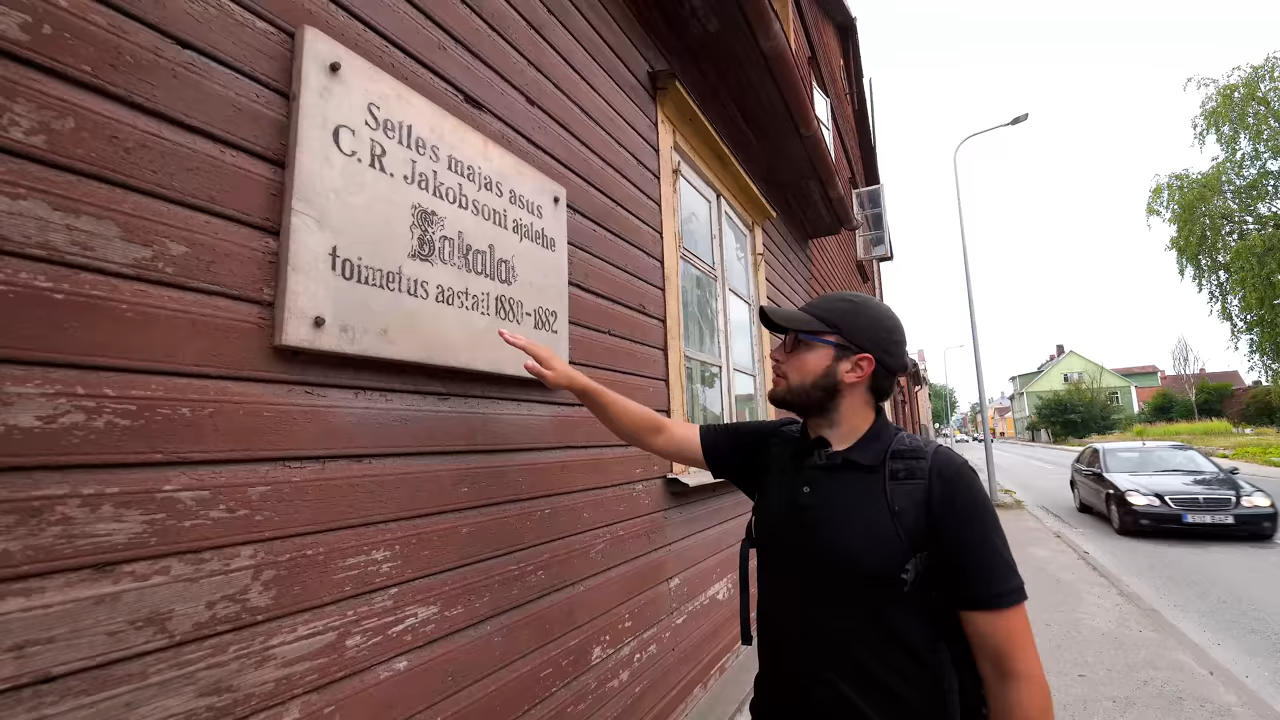 Selles majas asus
C.R. Jakobsoni ajalehe
Sakala
toimetus aastail 1880-1882